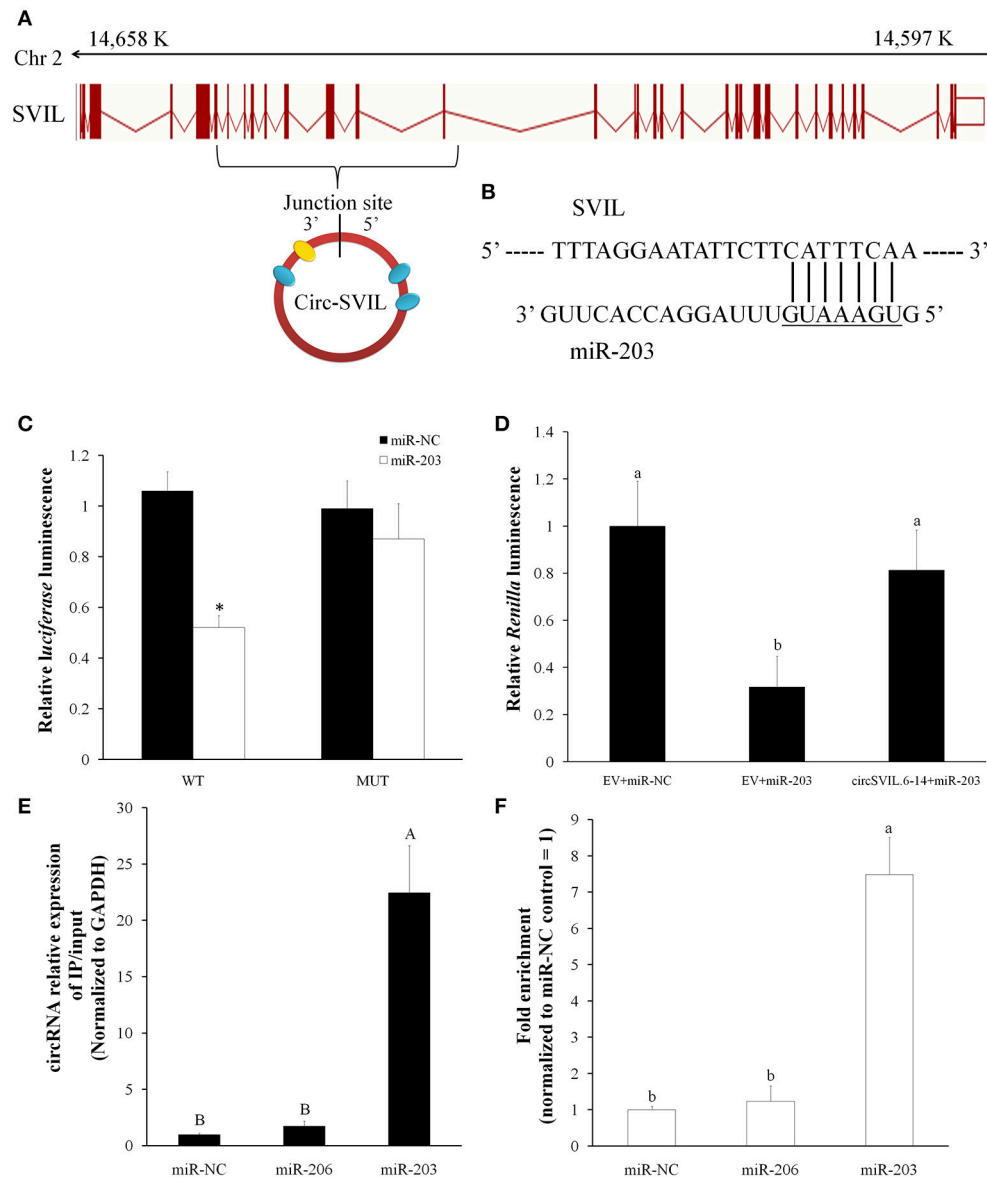 A
14,658 K
14,597 K
Chr 2
SVIL
Junction site
3’ 5’
Circ-SVIL
B
SVIL
5’ ----- TTTAGGAATATTCTTCATTTCAA ----- 3’
3’ GUUCACCAGGAUUUGUAAAGUG 5’
miR-203
C
miR-NC
miR-203
Relative luciferase luminescence
1.2
1
0.8
0.6
0.4
0.2
0
*
WT
MUT
D
Relative Renilla luminescence
1.4
1.2
1
0.8
0.6
0.4
0.2
0
a
b
a
EV+miR-NC
EV+miR-203
circSVIL.6-14+miR-203
E
circRNA relative expression
of IP/input
(Normalized to GAPDH)
30
25
20
15
10
5
0
B
B
A
miR-NC
miR-206
miR-203
F
Fold enrichment
(normalized to miR-NC control = 1)
9
8
7
6
5
4
3
2
1
0
b
b
a
miR-NC
miR-206
miR-203